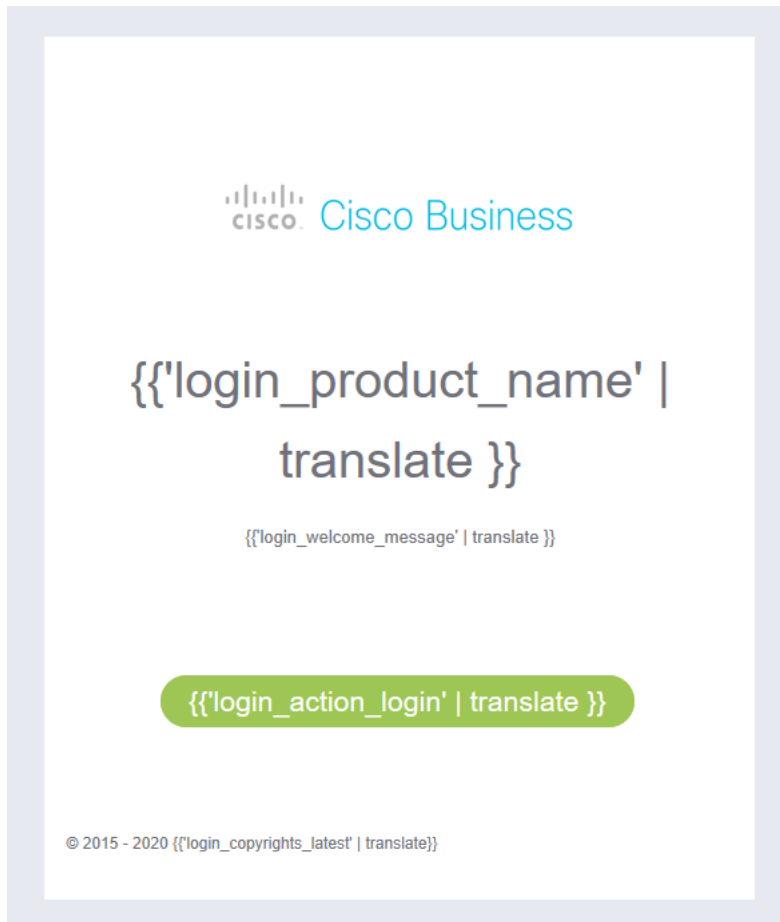 cisco. Cisco Business
{{'login_product_name' |
translate }}
{{'login_welcome_message' | translate }}
{{'login_action_login' | translate }}
© 2015 - 2020 {{'login_copyrights_latest' | translate}}